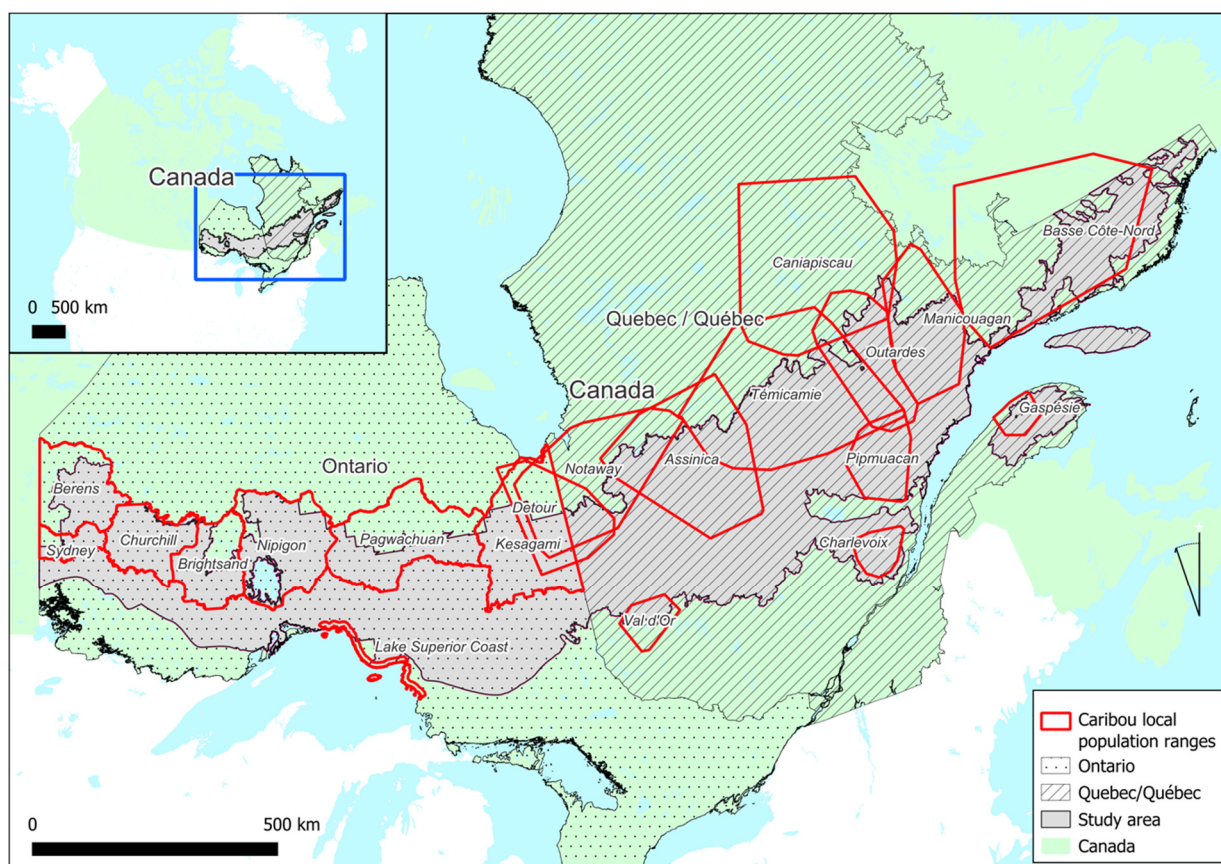 Canada
0 500 km
Caniapiscau
Basse Côte-Nord
Manicouagan
Quebec / Québec
Outardes
Canada
Témicamie
Gaspésie
Ontario
Notaway
Assinica
Pipmuacan
Berens
Detour
Churchill
Nipigon
Pagwachuan
Kesagami
Charlevoix
Sydney
Brightsand
Val d'Or
Lake Superior Coast
Caribou local
population ranges
Ontario
Quebec/Québec
Study area
Canada
0 500 km